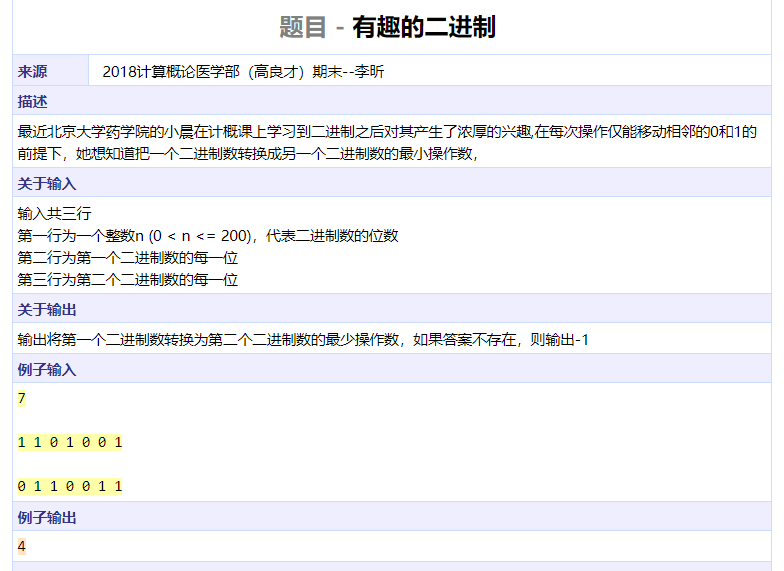 题目 - 有趣的二进制
来源 2018计算概论医学部（高良才）期末--李昕
描述
最近北京大学药学院的小晨在计概课上学习到二进制之后对其产生了浓厚的兴趣,在每次操作仅能移动相邻的0和1的
前提下，她想知道把一个二进制数转换成另一个二进制数的最小操作数，
关于输入
输入共三行
第一行为一个整数n (0 < n <= 200)，代表二进制数的位数
第二行为第一个二进制数的每一位
第三行为第二个二进制数的每一位
关于输出
输出将第一个二进制数转换为第二个二进制数的最少操作数，如果答案不存在，则输出-1
例子输入
7
1 1 0 1 0 0 1
0 1 1 0 0 1 1
例子输出
4